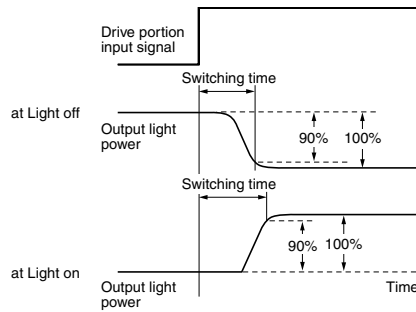 Drive portion
input signal
Switching time
at Light off
Output light
power
90%
100%
Switching time
90%
100%
at Light on
Output light
power
Time